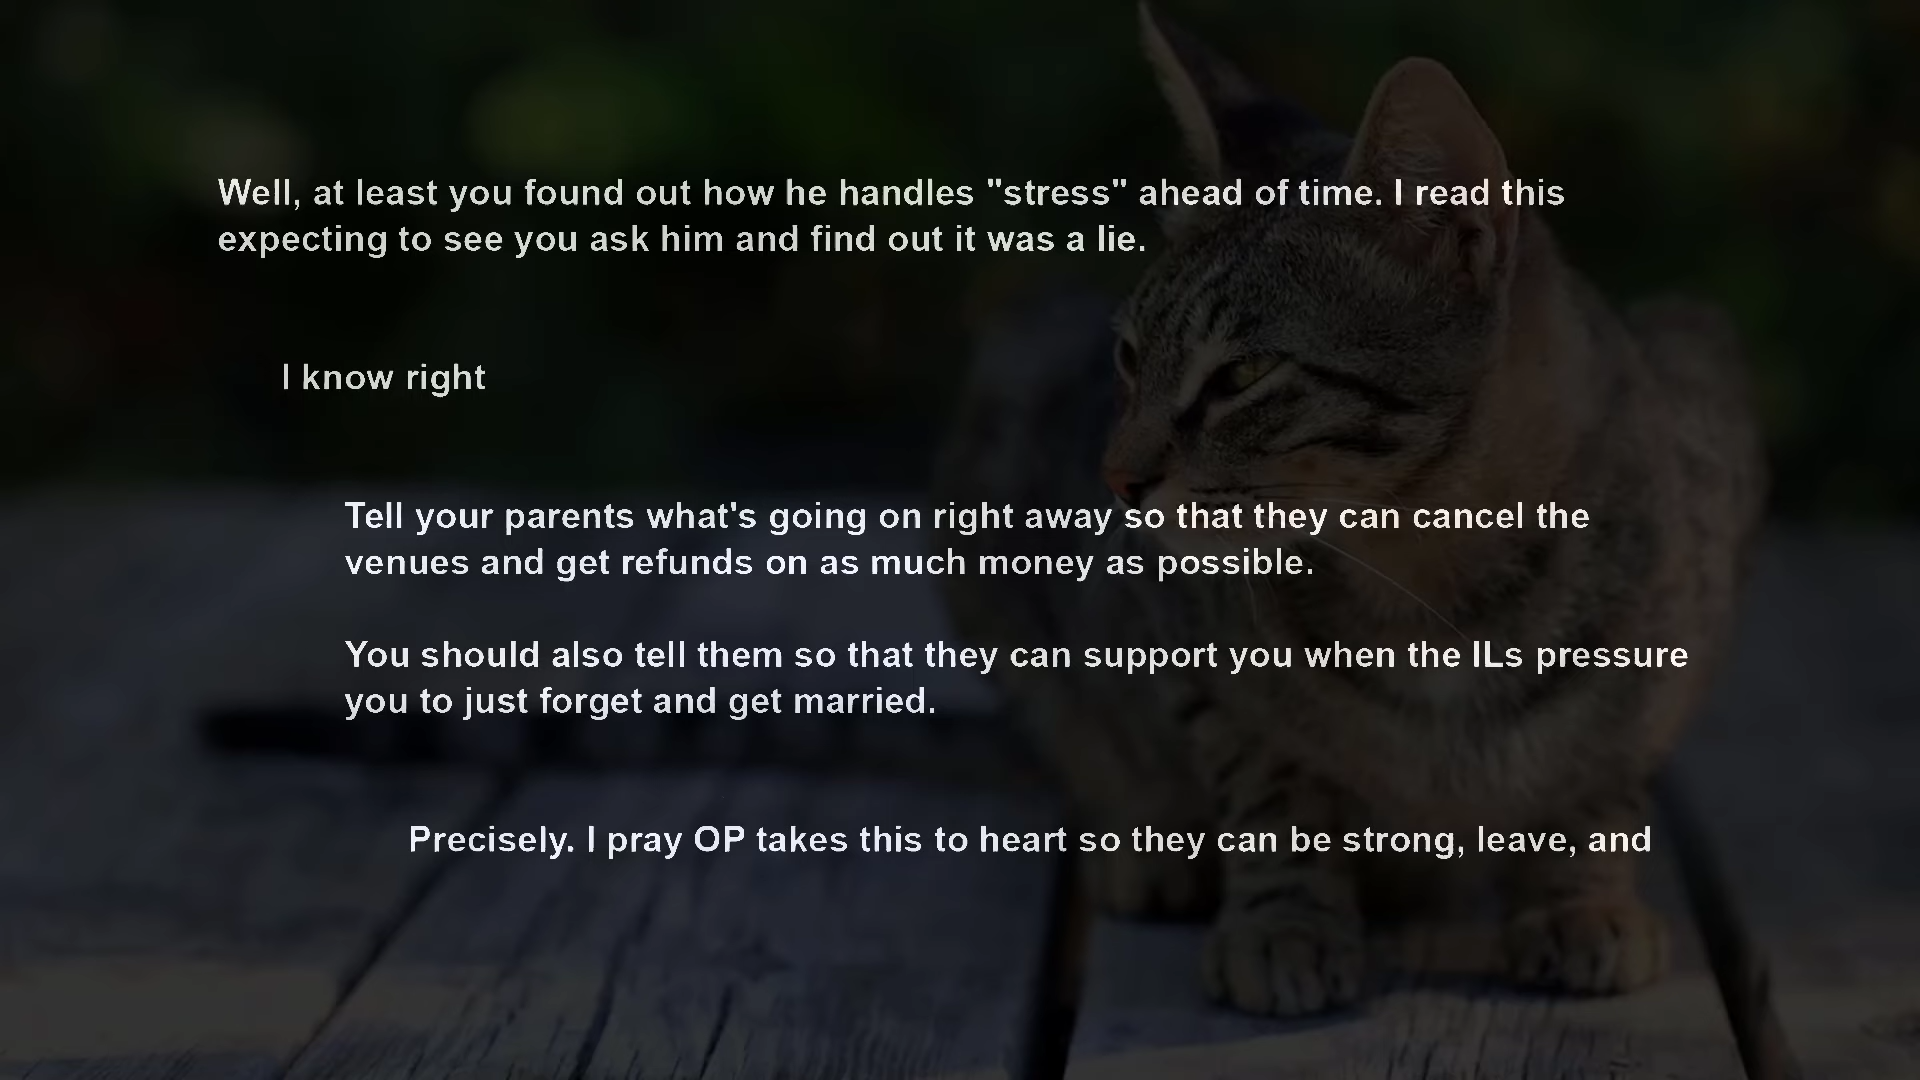 Well, at least you found out how he handles "stress" ahead of time. I read this
expecting to see you ask him and find out it was a lie.
I know right
Tell your parents what's going on right away so that they can cancel the
venues and get refunds on as much money as possible.
You should also tell them so that they can support you when the ILs pressure
you to just forget and get married.
Precisely. I pray OP takes this to heart so they can be strong, leave, and